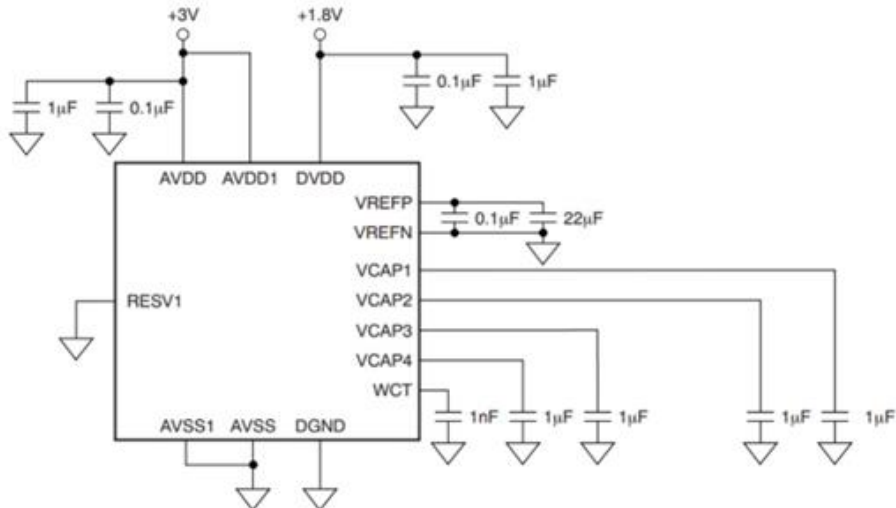 +3V
+1.8V
1µF
0.1µF
0.1µF
1µF
AVDD
AVDD1
DVDD
VREFP
0.1µF
22µF
VREFN
VCAP1
RESV1
VCAP2
VCAP3
VCAP4
WCT
1nF
1µF
1µF
1µF
1µF
AVSS1
AVSS
DGND